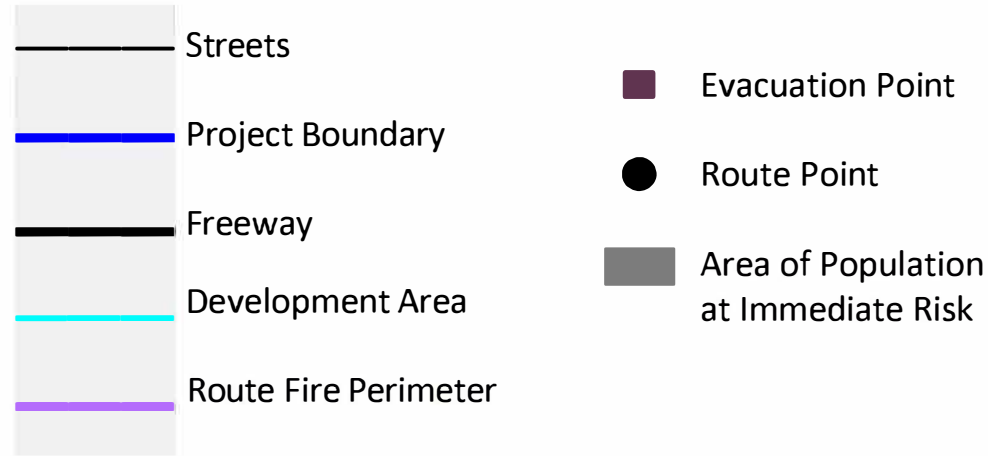 Streets
Project Boundary
Freeway
Development Area
Route Fire Perimeter
Evacuation Point
Route Point
Area of Population
at Immediate Risk